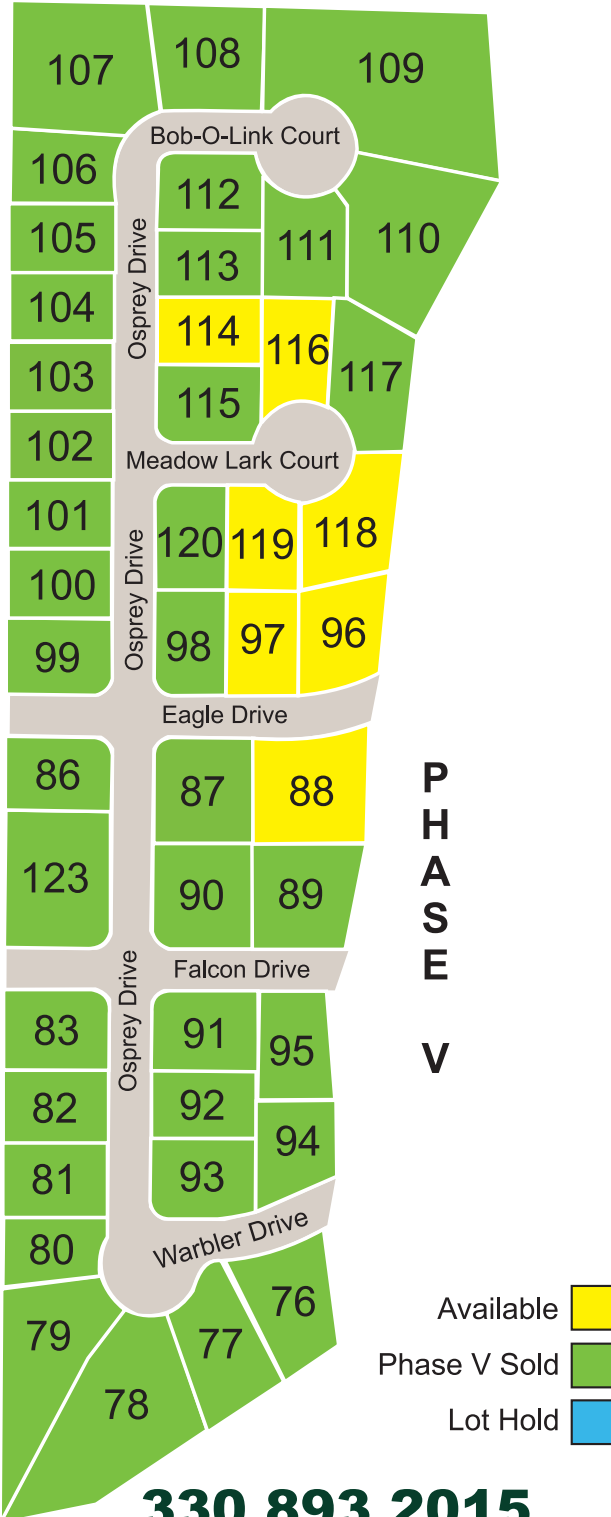 107
108
109
Bob-O-Link Court
106
112
111
110
105
113
Osprey Drive
104
114
116
103
115
117
102
Meadow Lark Court
101
120
119
118
100
Osprey Drive
99
98
97
96
Eagle Drive
86
87
88
P
H
A
S
E
V
123
90
89
Falcon Drive
Osprey Drive
83
91
95
82
92
81
93
94
80
Warbler Drive
79
78
77
76
Available
Phase V Sold
Lot Hold
330.893.2015